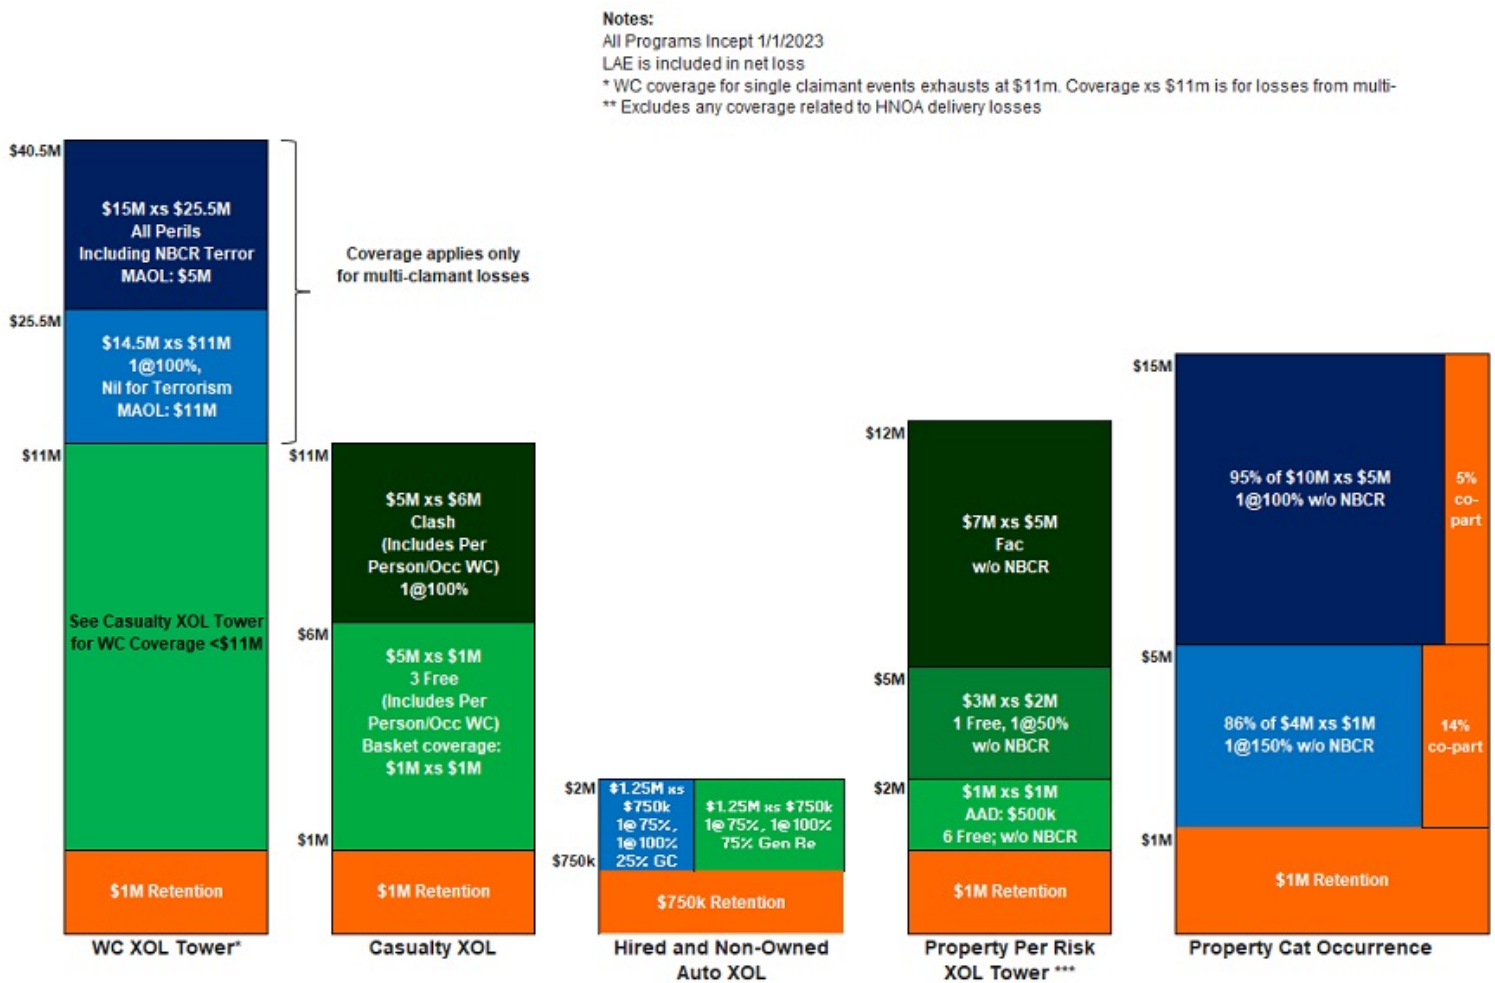 Notes:
All Programs Incept 1/1/2023
LAE is included in net loss
* WC coverage for single claimant events exhausts at $11m. Coverage xs $11m is for losses from multi-
** Excludes any coverage related to HNOA delivery losses
$40.5M
$15M xs $25.5M
All Perils
Including NBCR Terror
MAOL: $5M
Coverage applies only
for multi-clamant losses
$25.5M
$14.5M xs $11M
1@100%,
Nil for Terrorism
MAOL: $11M
$11M
See Casualty XOL Tower
for WC Coverage <$11M
$1M Retention
WC XOL Tower*
$11M
$5M xs $6M
Clash
(Includes Per
Person/Occ WC)
1@100%
$6M
$5M xs $1M
3 Free
(Includes Per
Person/Occ WC)
Basket coverage:
$1M xs $1M
$1M
$1M Retention
Casualty XOL
$2M
$1.25M xs
$750k
1@75%,
1@100%
25% GC
$1.25M xs $750k
1@75%, 1@100%
75% Gen Re
$750k
$750k Retention
Hired and Non-Owned
Auto XOL
$12M
$7M xs $5M
Fac
w/o NBCR
$5M
$3M xs $2M
1 Free, 1@50%
w/o NBCR
$2M
$1M xs $1M
AAD: $500k
6 Free; w/o NBCR
$1M Retention
Property Per Risk
XOL Tower ***
$15M
95% of $10M xs $5M
1@100% w/o NBCR
5%
co-
part
$5M
86% of $4M xs $1M
1@150% w/o NBCR
14%
co-part
$1M
$1M Retention
Property Cat Occurrence